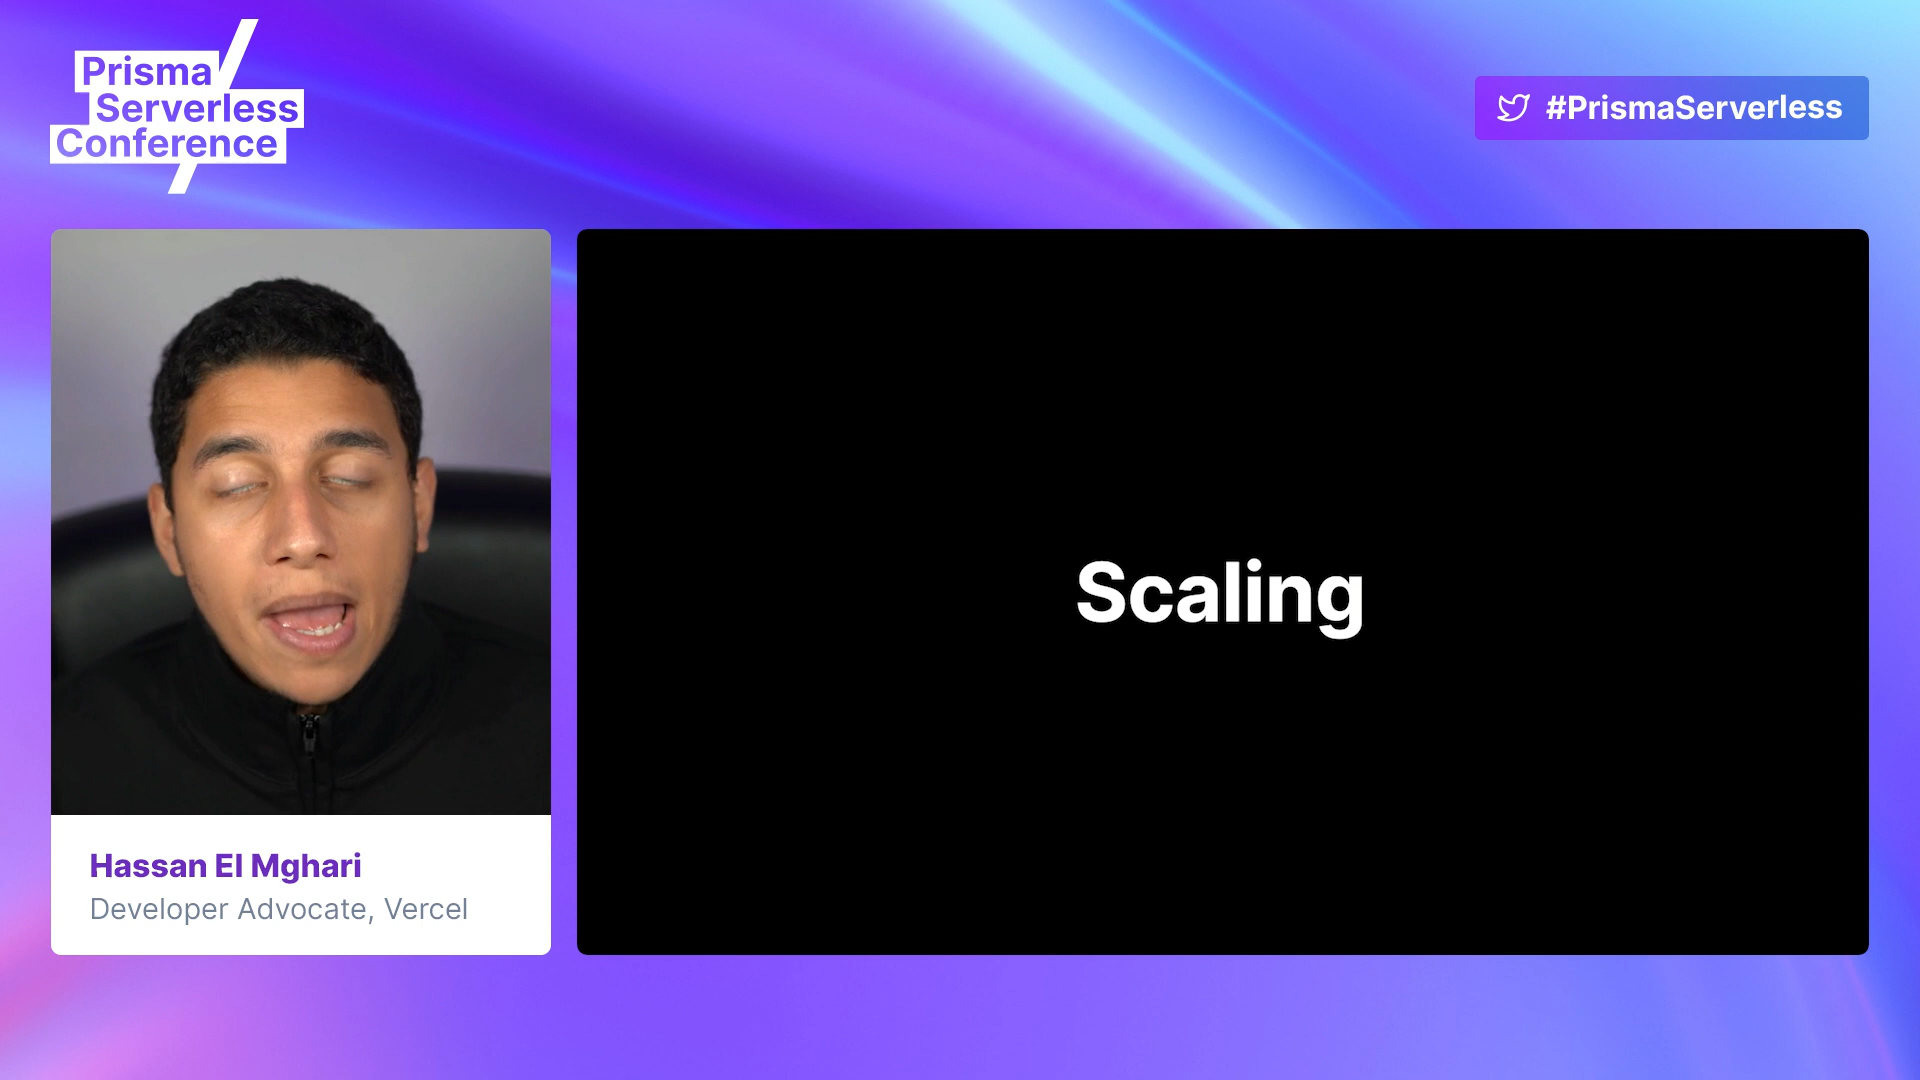 Prisma
Serverless
Conference
#PrismaServerless
Scaling
Hassan El Mghari
Developer Advocate, Vercel